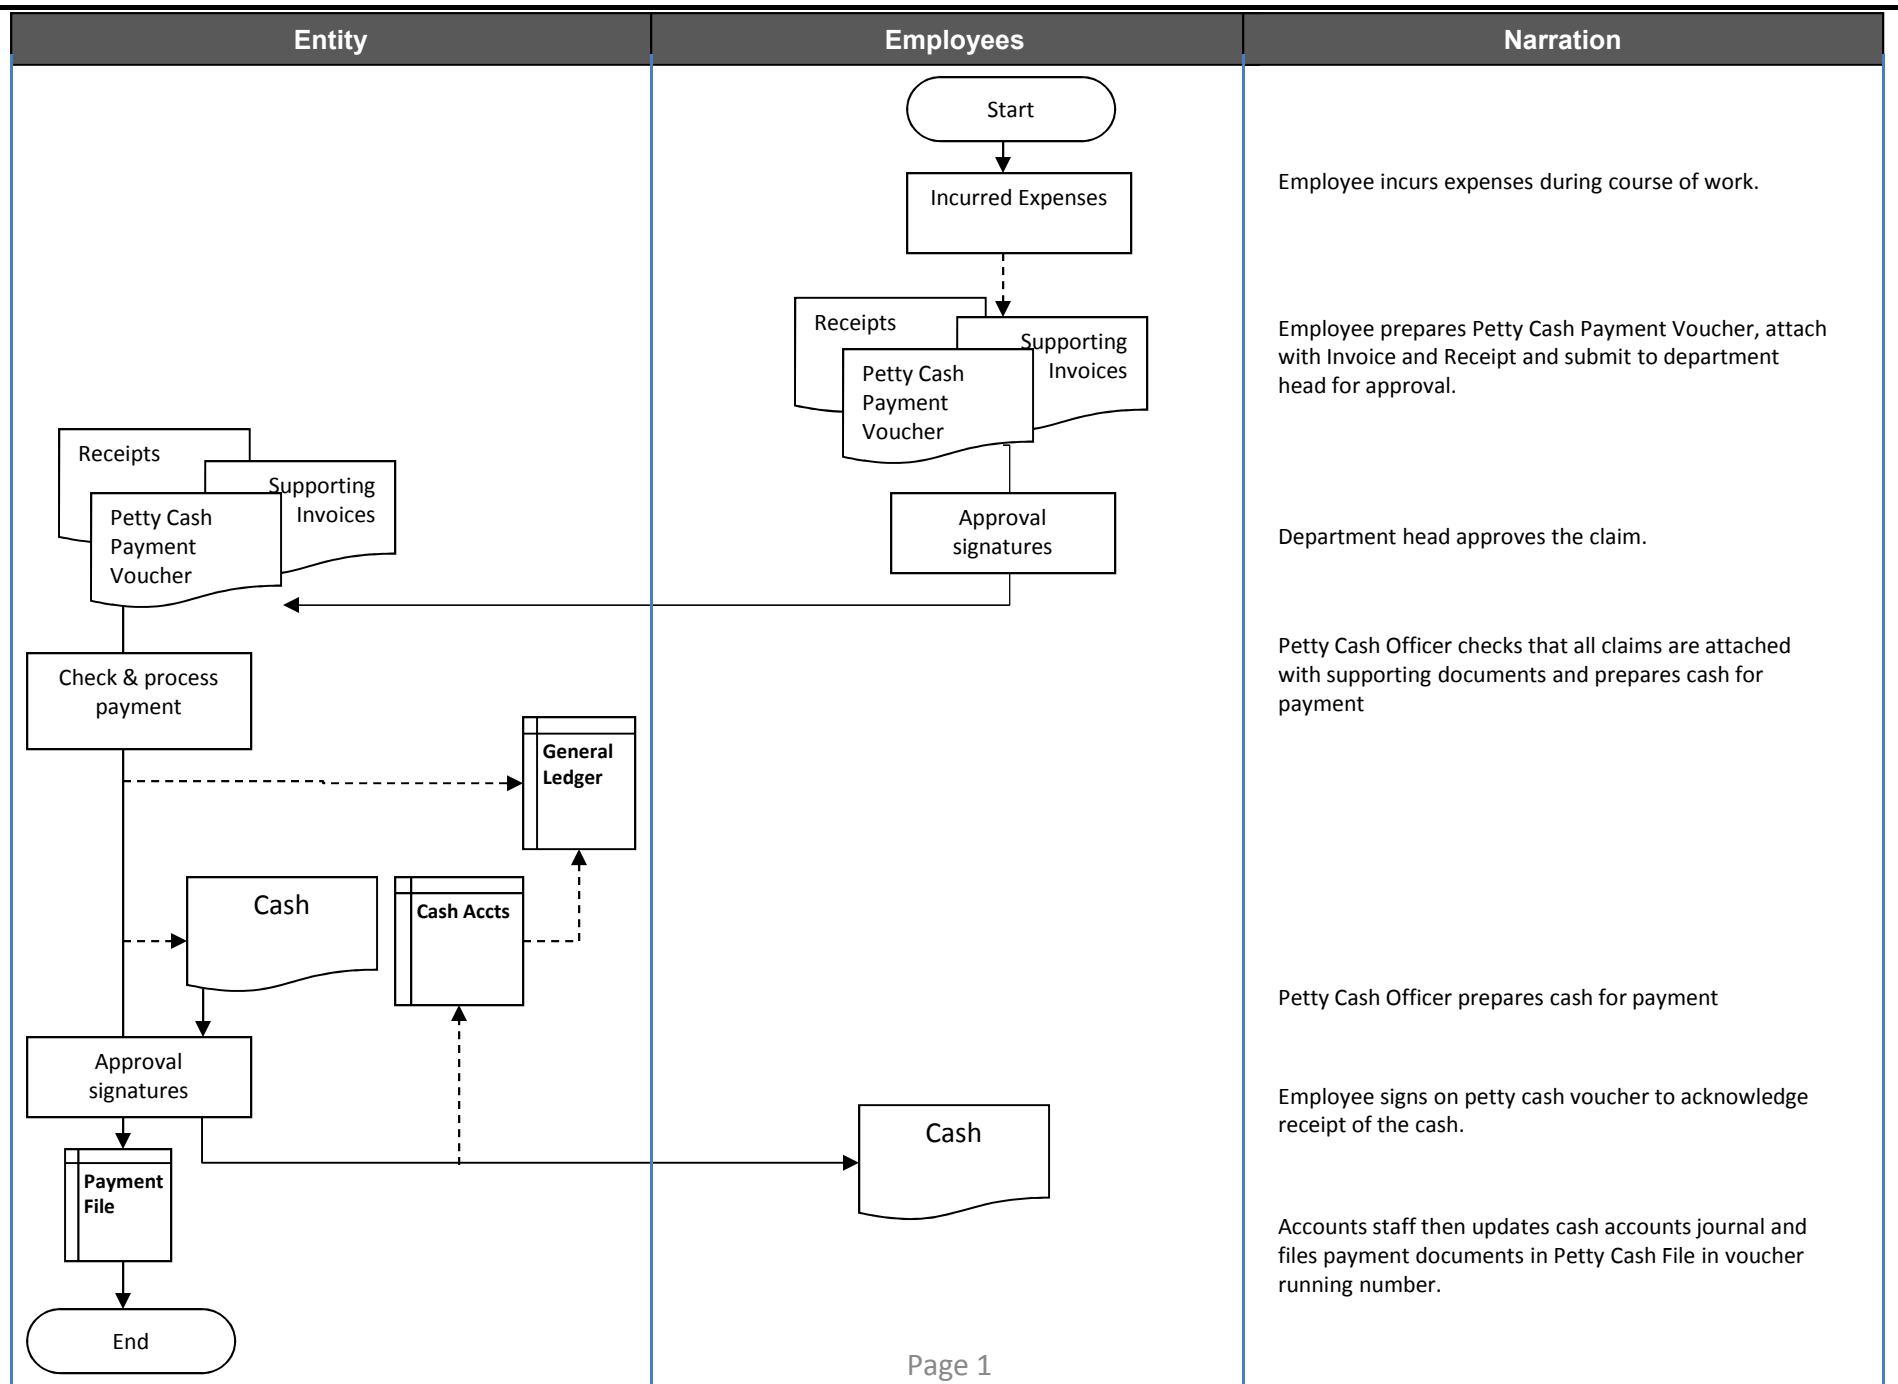 Entity
Employees
Narration
Start
Incurred Expenses
Employee incurs expenses during course of work.
Receipts
Supporting
Invoices
Petty Cash
Payment
Voucher
Employee prepares Petty Cash Payment Voucher, attach
with Invoice and Receipt and submit to department
head for approval.
Receipts
Supporting
Invoices
Petty Cash
Payment
Voucher
Approval
signatures
Department head approves the claim.
Check & process
payment
Petty Cash Officer checks that all claims are attached
with supporting documents and prepares cash for
payment
General
Ledger
Cash
Cash Accts
Petty Cash Officer prepares cash for payment
Approval
signatures
Employee signs on petty cash voucher to acknowledge
receipt of the cash.
Cash
Payment
File
Accounts staff then updates cash accounts journal and
files payment documents in Petty Cash File in voucher
running number.
End
Page 1